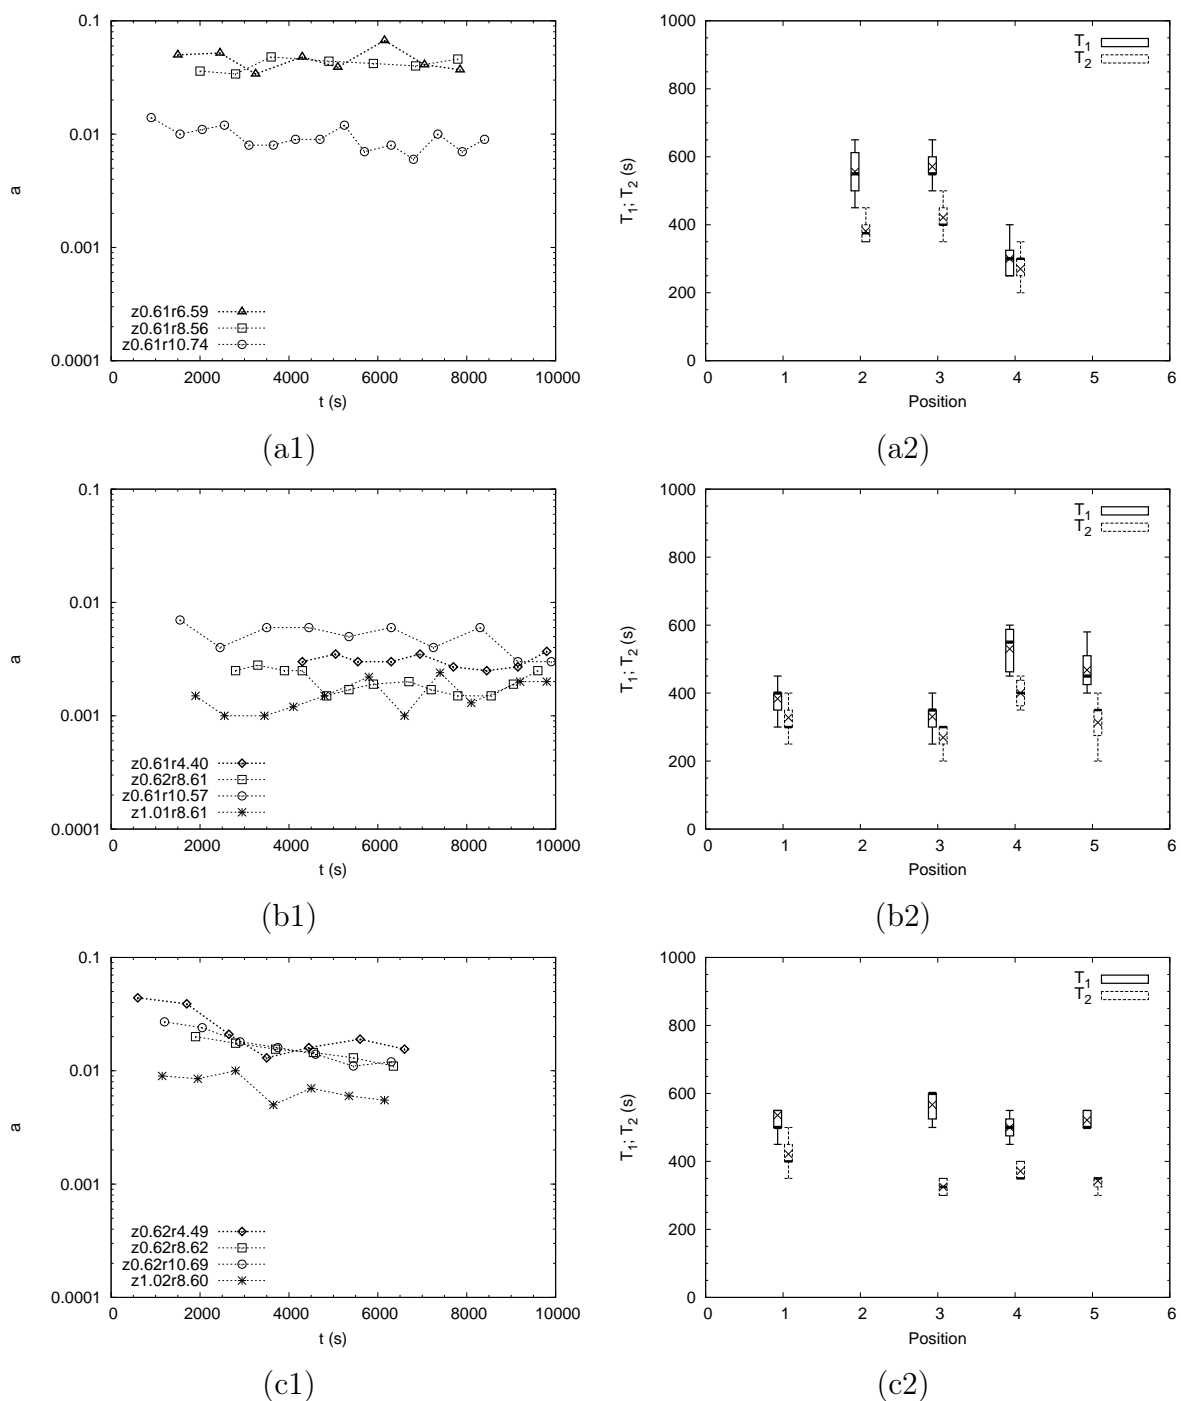 0.1
0.01
0.001
0.0001
a
z0.61r6.59
z0.61r8.56
z0.61r10.74
0 2000 4000 6000 8000 10000
t (s)
(a1)
1000
800
600
400
200
0
T1; T2 (s)
T1
T2
0 1 2 3 4 5 6
Position
(a2)
0.1
0.01
0.001
0.0001
a
z0.61r4.40
z0.62r8.61
z0.61r10.57
z1.01r8.61
0 2000 4000 6000 8000 10000
t (s)
(b1)
1000
800
600
400
200
0
T1; T2 (s)
T1
T2
0 1 2 3 4 5 6
Position
(b2)
0.1
0.01
0.001
0.0001
a
z0.62r4.49
z0.62r8.62
z0.62r10.69
z1.02r8.60
0 2000 4000 6000 8000 10000
t (s)
(c1)
1000
800
600
400
200
0
T1; T2 (s)
T1
T2
0 1 2 3 4 5 6
Position
(c2)